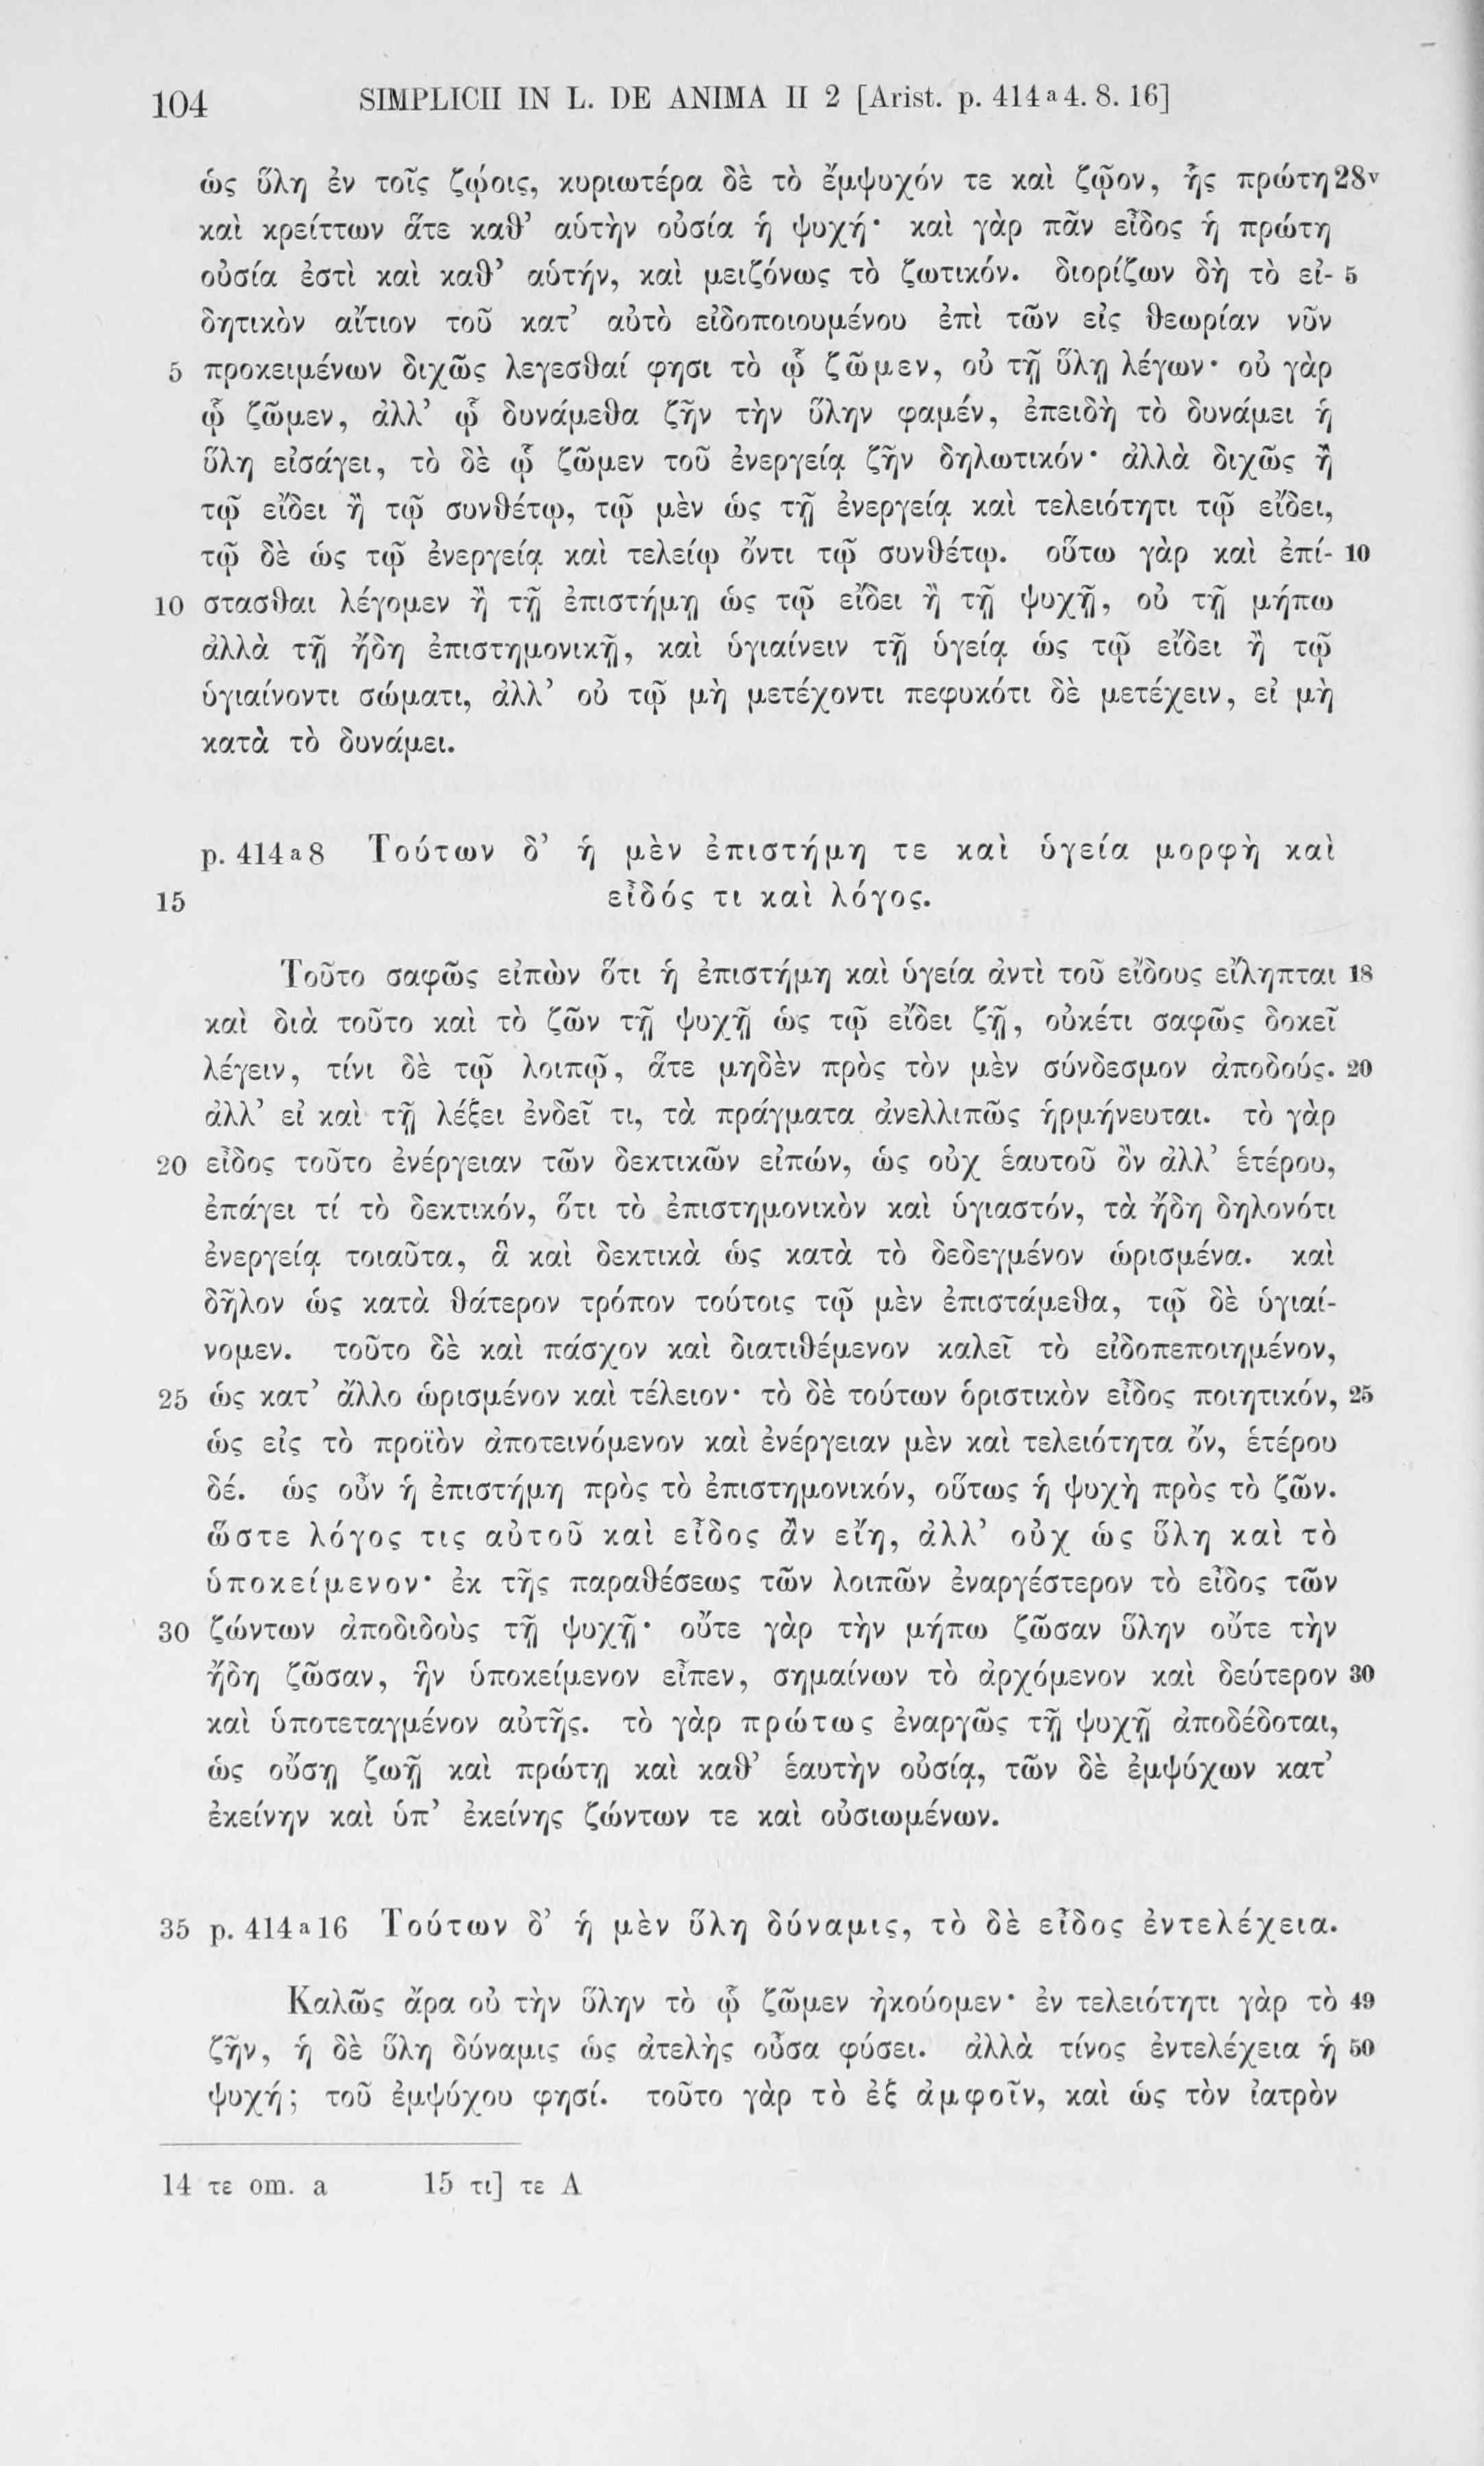 104 SIMPLICII IN L. DE ANIMA II 2 [Arist. p. 414 a 4. 8. 16]
ὡς ὕλη ἐν τοῖς ζῴοις, κυριωτέρα δὲ τὸ ἔμψυχόν τε καὶ ζῷον, ἧς πρώτη 28v
καὶ κρείττων ἅτε καθ’ αὑτὴν οὐσία ἡ ψυχή· καὶ γὰρ πᾶν εἶδος ἡ πρώτη
οὐσία ἐστὶ καὶ καθ’ αὑτήν, καὶ μειζόνως τὸ ζωτικόν. διορίζων δὴ τὸ εἰ- 5
δητικὸν αἴτιον τοῦ κατ’ αὐτὸ εἰδοποιουμένου ἐπὶ τῶν εἰς θεωρίαν νῦν
5 προκειμένων διχῶς λεγεσθαί φησι τὸ ᾧ ζῶμεν, οὐ τῇ ὕλῃ λέγων· οὐ γὰρ
ᾧ ζῶμεν, ἀλλ’ ᾧ δυνάμεθα ζῆν τὴν ὕλην φαμέν, ἐπειδὴ τὸ δυνάμει ἡ
ὕλη εἰσάγει, τὸ δὲ ᾧ ζῶμεν τοῦ ἐνεργείᾳ ζῆν δηλωτικόν· ἀλλὰ διχῶς ἢ
τῷ εἴδει ἢ τῷ συνθέτῳ, τῷ μὲν ὡς τῇ ἐνεργείᾳ καὶ τελειότητι τῷ εἴδει,
τῷ δὲ ὡς τῷ ἐνεργείᾳ καὶ τελείῳ ὄντι τῷ συνθέτῳ. οὕτω γὰρ καὶ ἐπί- 10
10 στασθαι λέγομεν ἢ τῇ ἐπιστήμῃ ὡς τῷ εἴδει ἢ τῇ ψυχῇ, οὐ τῇ μήπω
ἀλλὰ τῇ ἤδη ἐπιστημονικῇ, καὶ ὑγιαίνειν τῇ ὑγείᾳ ὡς τῷ εἴδει ἢ τῷ
ὑγιαίνοντι σώματι, ἀλλ’ οὐ τῷ μὴ μετέχοντι πεφυκότι δὲ μετέχειν, εἰ μὴ
κατὰ τὸ δυνάμει.
p. 414 a 8 Τούτων δ’ ἡ μὲν ἐπιστήμη τε καὶ ὑγεία μορφὴ καὶ
15 εἶδός τι καὶ λόγος.
Τοῦτο σαφῶς εἰπὼν ὅτι ἡ ἐπιστήμη καὶ ὑγεία ἀντὶ τοῦ εἴδους εἴληπται 18
καὶ διὰ τοῦτο καὶ τὸ ζῶν τῇ ψυχῇ ὡς τῷ εἴδει ζῇ, οὐκέτι σαφῶς δοκεῖ
λέγειν, τίνι δὲ τῷ λοιπῷ, ἅτε μηδὲν πρὸς τὸν μὲν σύνδεσμον ἀποδούς. 20
ἀλλ’ εἰ καὶ τῇ λέξει ἐνδεῖ τι, τὰ πράγματα ἀνελλιπῶς ἡρμήνευται. τὸ γὰρ
20 εἶδος τοῦτο ἐνέργειαν τῶν δεκτικῶν εἰπών, ὡς οὐχ ἑαυτοῦ ὂν ἀλλ’ ἑτέρου,
ἐπάγει τί τὸ δεκτικόν, ὅτι τὸ ἐπιστημονικὸν καὶ ὑγιαστόν, τὰ ἤδη δηλονότι
ἐνεργείᾳ τοιαῦτα, ἃ καὶ δεκτικὰ ὡς κατὰ τὸ δεδεγμένον ὡρισμένα. καὶ
δῆλον ὡς κατὰ θάτερον τρόπον τούτοις τῷ μὲν ἐπιστάμεθα, τῷ δὲ ὑγιαί-
νομεν. τοῦτο δὲ καὶ πάσχον καὶ διατιθέμενον καλεῖ τὸ εἰδοπεποιημένον,
25 ὡς κατ’ ἄλλο ὡρισμένον καὶ τέλειον· τὸ δὲ τούτων ὁριστικὸν εἶδος ποιητικόν, 25
ὡς εἰς τὸ προϊὸν ἀποτεινόμενον καὶ ἐνέργειαν μὲν καὶ τελειότητα ὄν, ἑτέρου
δέ. ὡς οὖν ἡ ἐπιστήμη πρὸς τὸ ἐπιστημονικόν, οὕτως ἡ ψυχὴ πρὸς τὸ ζῶν.
ὥστε λόγος τις αὐτοῦ καὶ εἶδος ἂν εἴη, ἀλλ’ οὐχ ὡς ὕλη καὶ τὸ
ὑποκείμενον· ἐκ τῆς παραθέσεως τῶν λοιπῶν ἐναργέστερον τὸ εἶδος τῶν
30 ζώντων ἀποδιδοὺς τῇ ψυχῇ· οὔτε γὰρ τὴν μήπω ζῶσαν ὕλην οὔτε τὴν
ἤδη ζῶσαν, ἣν ὑποκείμενον εἶπεν, σημαίνων τὸ ἀρχόμενον καὶ δεύτερον 30
καὶ ὑποτεταγμένον αὐτῆς. τὸ γὰρ πρώτως ἐναργῶς τῇ ψυχῇ ἀποδέδοται,
ὡς οὔσῃ ζωῇ καὶ πρώτῃ καὶ καθ’ ἑαυτὴν οὐσίᾳ, τῶν δὲ ἐμψύχων κατ’
ἐκείνην καὶ ὑπ’ ἐκείνης ζώντων τε καὶ οὐσιωμένων.
35 p. 414 a 16 Τούτων δ’ ἡ μὲν ὕλη δύναμις, τὸ δὲ εἶδος ἐντελέχεια.
Καλῶς ἄρα οὐ τὴν ὕλην τὸ ᾧ ζῶμεν ἠκούομεν· ἐν τελειότητι γὰρ τὸ 49
ζῆν, ἡ δὲ ὕλη δύναμις ὡς ἀτελὴς οὖσα φύσει. ἀλλὰ τίνος ἐντελέχεια ἡ 50
ψυχή; τοῦ ἐμψύχου φησί. τοῦτο γὰρ τὸ ἐξ ἀμφοῖν, καὶ ὡς τὸν ἰατρὸν
14 τε om. a 15 τι] τε A